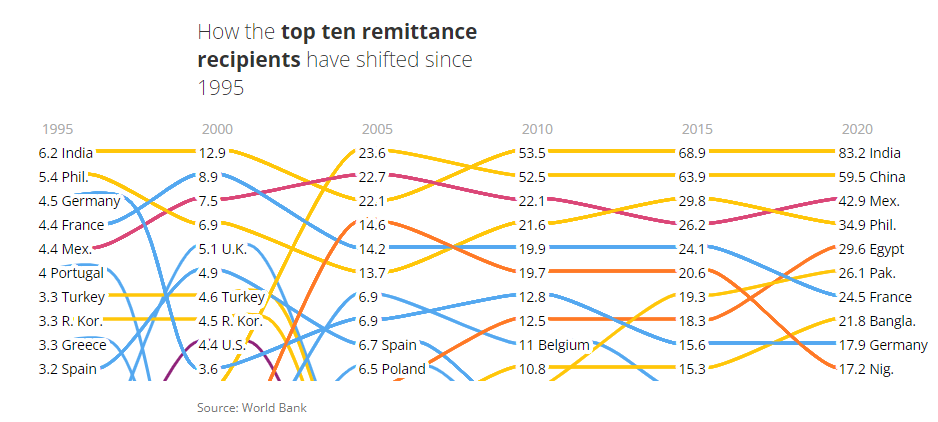 How the top ten remittance
recipients have shifted since
1995
1995 2000 2005 2010 2015 2020
6.2 India 12.9 23.6 53.5 68.9 83.2 India
5.4 Phil. 8.9 22.7 52.5 63.9 59.5 China
4.5 Germany 7.5 22.1 22.1 29.8 42.9 Mex.
4.4 France 6.9 14.6 21.6 26.2 34.9 Phil.
4.4 Mex. 5.1 U.K. 14.2 19.9 24.1 29.6 Egypt
4 Portugal 4.9 13.7 19.7 20.6 26.1 Pak.
3.3 Turkey 4.6 Turkey 6.9 12.8 19.3 24.5 France
3.3 R. Kor. 4.5 R. Kor. 6.9 12.5 18.3 21.8 Bangla.
3.3 Greece 4.4 U.S. 6.7 Spain 11 Belgium 15.6 17.9 Germany
3.2 Spain 3.6 6.5 Poland 10.8 15.3 17.2 Nig.
Source: World Bank